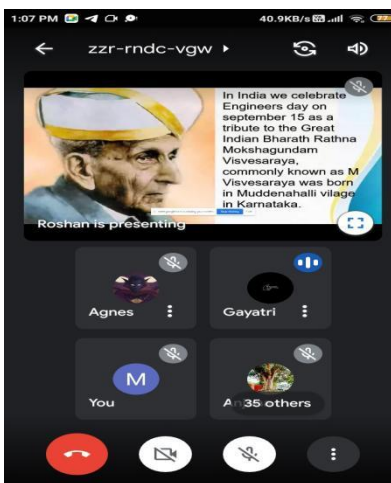 1:07 PM
40.9KB/s
zzr-rndc-vgw
In India we celebrate
Engineers day on
september 15 as a
tribute to the Great
Indian Bharath Rathna
Mokshagundam
Visvesaraya,
commonly known as M
Visvesaraya was born
in Muddenahalli vilage
in Karnataka.
Roshan is presenting
Agnes
Gayatri
M
You
35 others